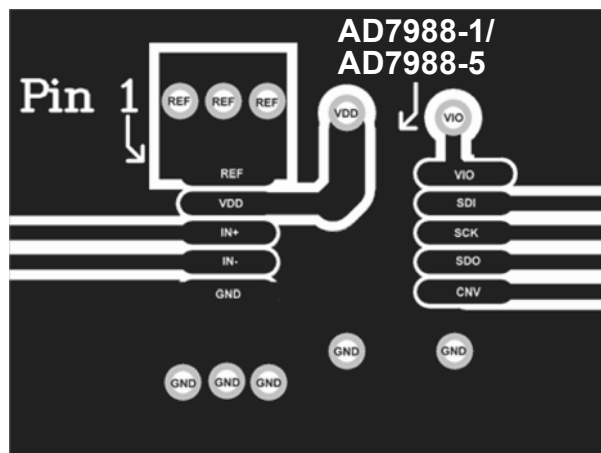 AD7988-1/
AD7988-5
Pin 1
REF REF REF
VDD
VIO
REF
VDD
IN+
IN-
GND
VIO
SDI
SCK
SDO
CNV
GND GND
GND GND GND